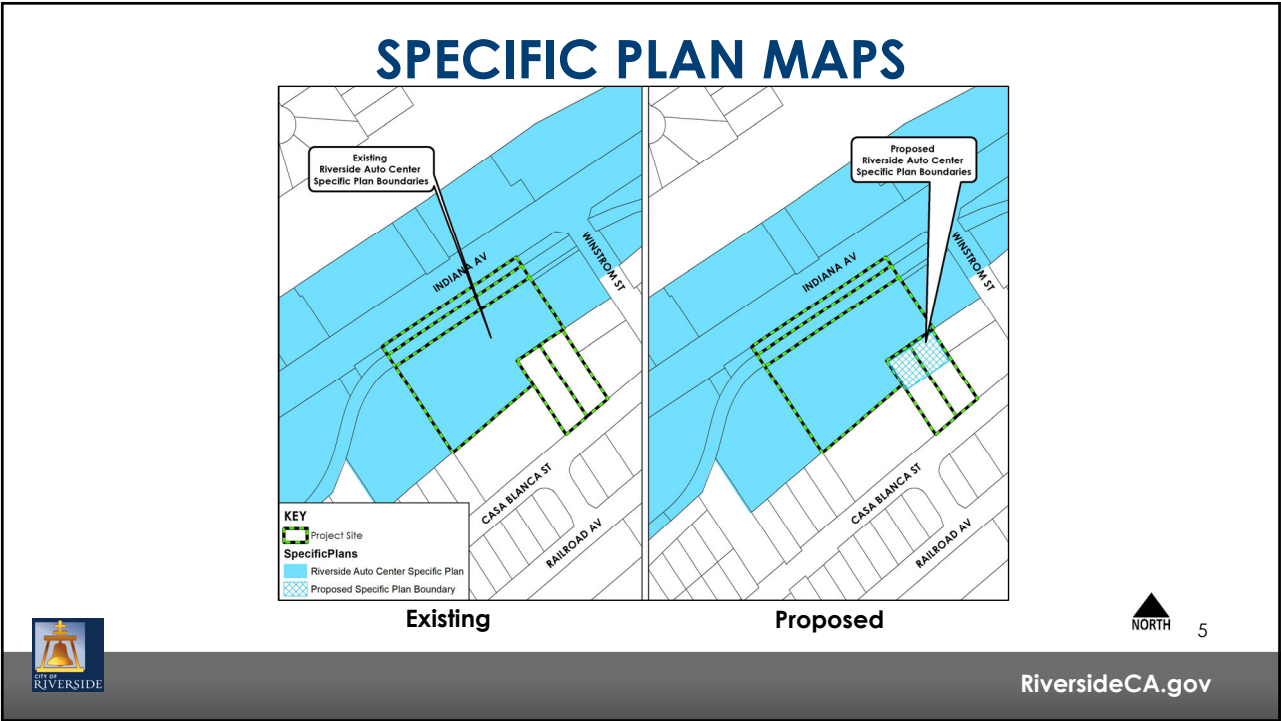 SPECIFIC PLAN MAPS
Existing
Riverside Auto Center
Specific Plan Boundaries
INDIANA AV
WINSTROM ST
CASA BLANCA ST
RAILROAD AV
KEY
Project Site
SpecificPlans
Riverside Auto Center Specific Plan
Proposed Specific Plan Boundary
Existing
Proposed
Riverside Auto Center
Specific Plan Boundaries
INDIANA AV
WINSTROM ST
CASA BLANCA ST
RAILROAD AV
Proposed
NORTH
5
CITY OF
RIVERSIDE
RiversideCA.gov